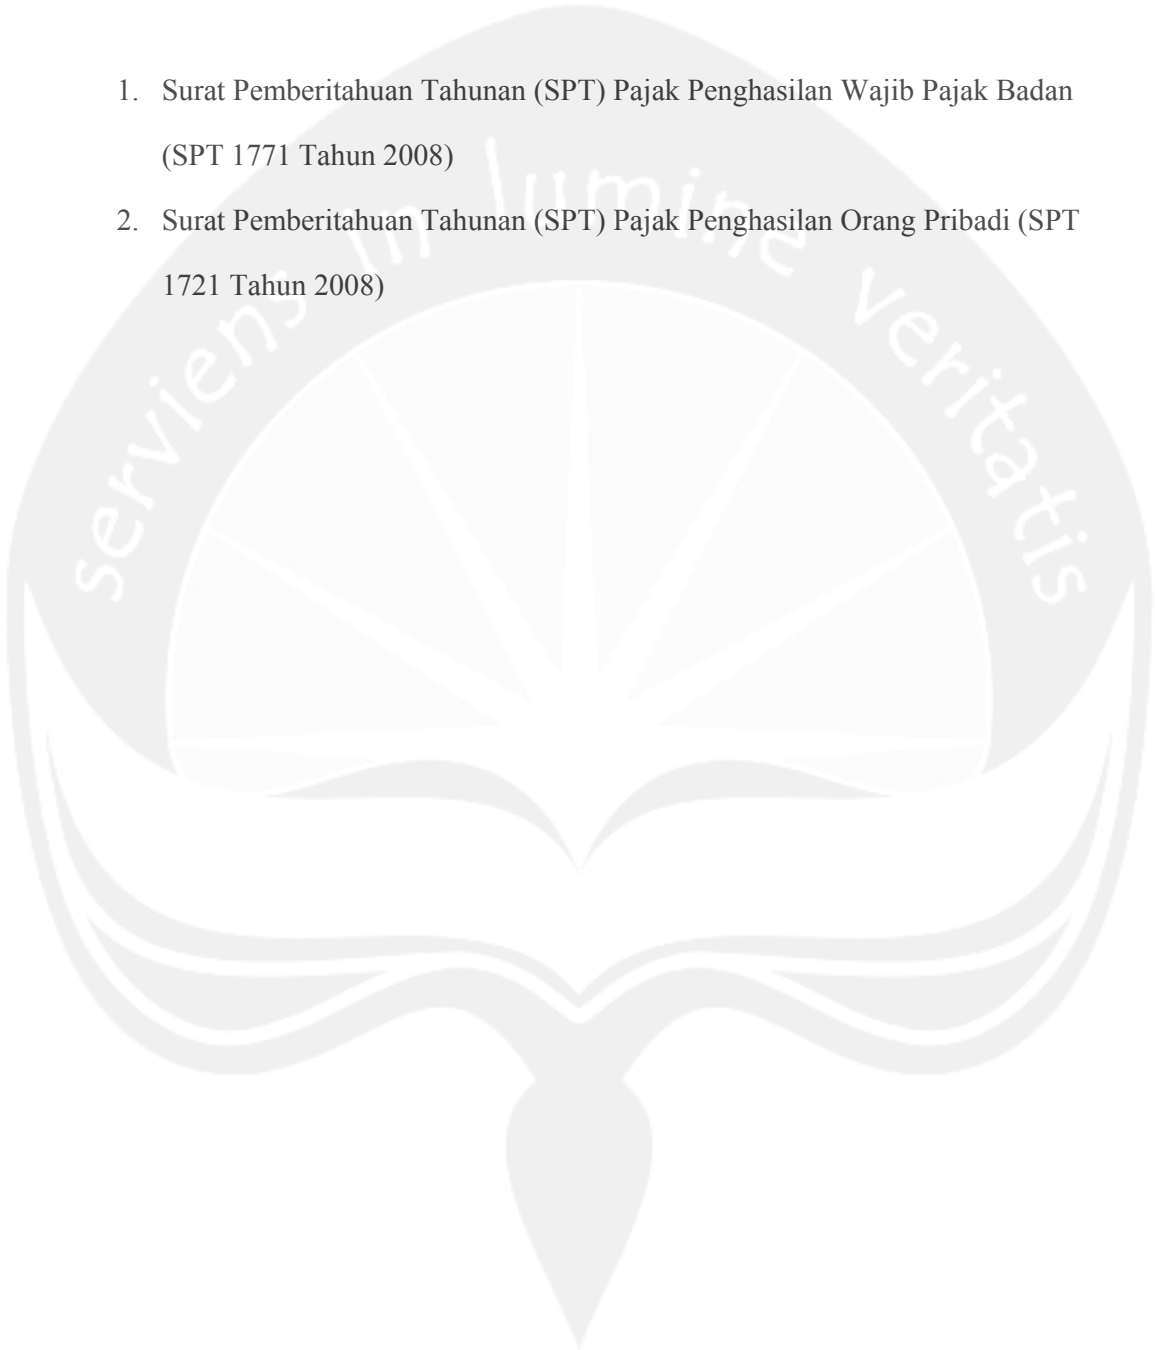 1. Surat Pemberitahuan Tahunan (SPT) Pajak Penghasilan Wajib Pajak Badan
(SPT 1771 Tahun 2008)
2. Surat Pemberitahuan Tahunan (SPT) Pajak Penghasilan Orang Pribadi (SPT
1721 Tahun 2008)
serviens in lumine veritatis